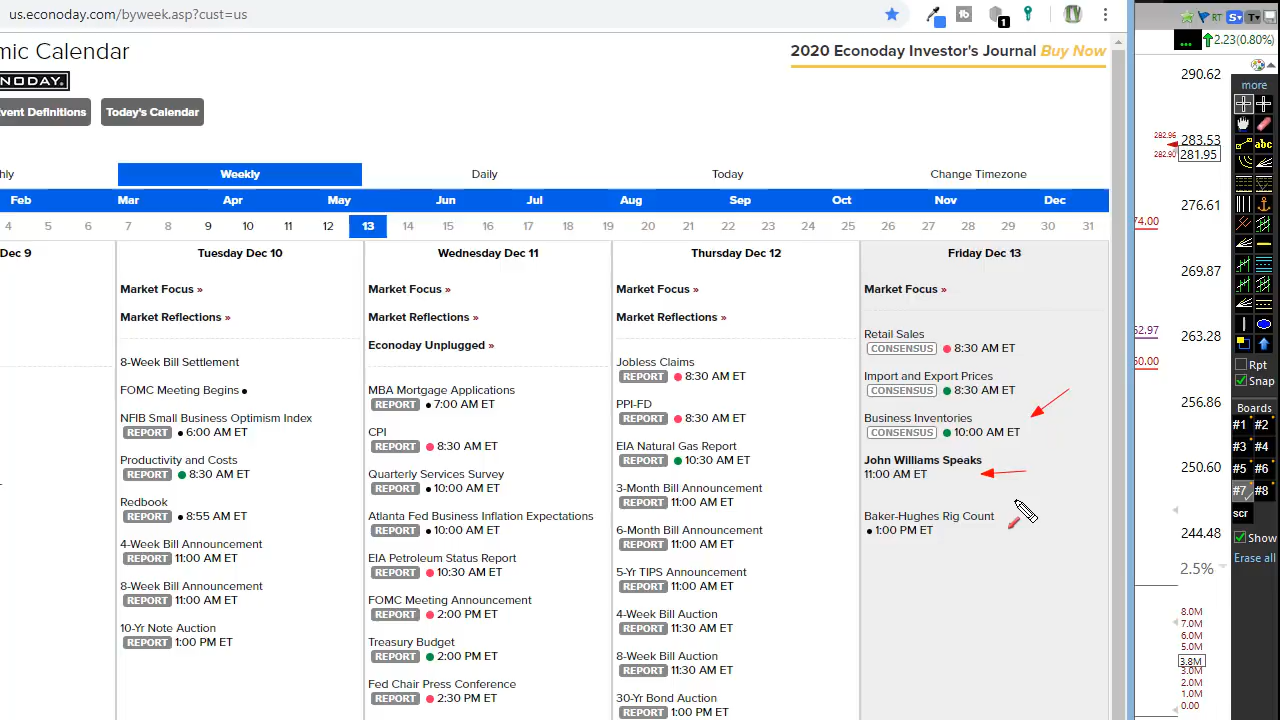 us.econoday.com/byweek.asp?cust=us
mic Calendar
2020 Econoday Investor's Journal Buy Now
ONODAY®
vent Definitions
Today's Calendar
hly
Weekly
Daily
Today
Change Timezone
Feb Mar Apr May Jun Jul Aug Sep Oct Nov Dec
4 5 6 7 8 9 10 11 12 13 14 15 16 17 18 19 20 21 22 23 24 25 26 27 28 29 30 31
Dec 9
Tuesday Dec 10
Market Focus »
Market Reflections »
8-Week Bill Settlement
FOMC Meeting Begins •
NFIB Small Business Optimism Index
REPORT • 6:00 AM ET
Productivity and Costs
REPORT • 8:30 AM ET
Redbook
REPORT • 8:55 AM ET
4-Week Bill Announcement
REPORT 11:00 AM ET
8-Week Bill Announcement
REPORT 11:00 AM ET
10-Yr Note Auction
REPORT 1:00 PM ET
Wednesday Dec 11
Market Focus »
Market Reflections »
Econoday Unplugged »
MBA Mortgage Applications
REPORT • 7:00 AM ET
CPI
REPORT • 8:30 AM ET
Quarterly Services Survey
REPORT • 10:00 AM ET
Atlanta Fed Business Inflation Expectations
REPORT • 10:00 AM ET
EIA Petroleum Status Report
REPORT • 10:30 AM ET
FOMC Meeting Announcement
REPORT • 2:00 PM ET
Treasury Budget
REPORT • 2:00 PM ET
Fed Chair Press Conference
REPORT • 2:30 PM ET
Thursday Dec 12
Market Focus »
Market Reflections »
Jobless Claims
REPORT • 8:30 AM ET
PPI-FD
REPORT • 8:30 AM ET
EIA Natural Gas Report
REPORT • 10:30 AM ET
3-Month Bill Announcement
REPORT 11:00 AM ET
6-Month Bill Announcement
REPORT 11:00 AM ET
5-Yr TIPS Announcement
REPORT 11:00 AM ET
4-Week Bill Auction
REPORT 11:30 AM ET
8-Week Bill Auction
REPORT 11:30 AM ET
30-Yr Bond Auction
REPORT 1:00 PM ET
Friday Dec 13
Market Focus »
Retail Sales
CONSENSUS • 8:30 AM ET
Import and Export Prices
CONSENSUS • 8:30 AM ET
Business Inventories
CONSENSUS • 10:00 AM ET
John Williams Speaks
11:00 AM ET
Baker-Hughes Rig Count
• 1:00 PM ET
1
RT S T
... 2.23(0.80%)
290.62
282.96
283.53
282.90
281.95
276.61
74.00
269.87
263.28
62.97
60.00
256.86
250.60
244.48
2.5%
8.0M
7.0M
6.0M
5.0M
3.8M
3.0M
2.0M
1.0M
0.00
more
abc
Rpt
Snap
Boards
#1 #2
#3 #4
#5 #6
#7 #8
scr
Show
Erase all